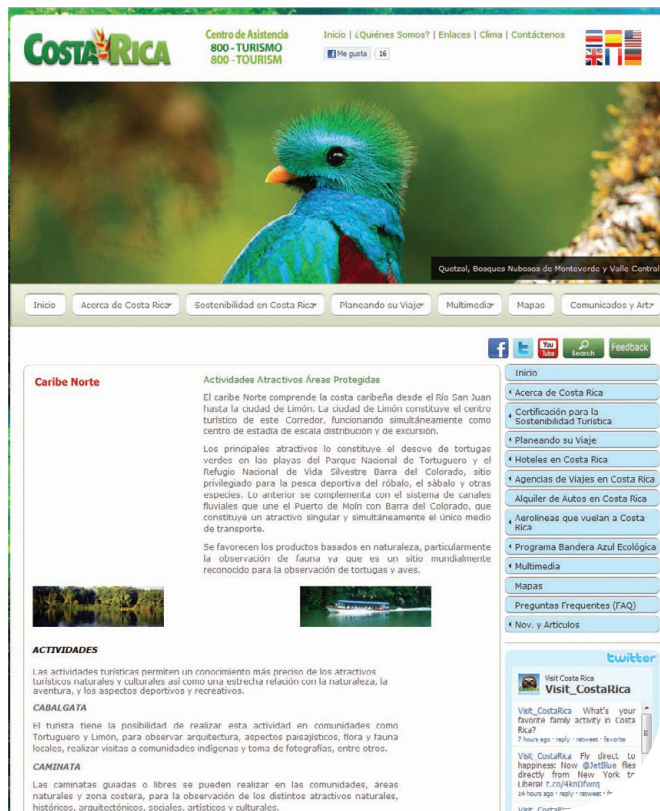 COSTA RICA
Centro de Asistencia
800 - TURISMO
800 - TOURISM
Inicio | ¿Quiénes Somos? | Enlaces | Clima | Contáctenos
Me gusta 16
Quetzal, Bosques Nubosos de Monteverde y Valle Central
Inicio
Acerca de Costa Rica
Sostenibilidad en Costa Rica
Planeando su Viaje
Multimedia
Mapas
Comunicados y Art
You Tube
Search
Feedback
Caribe Norte
Actividades Atractivos Áreas Protegidas
El caribe Norte comprende la costa caribeña desde el Río San Juan
hasta la ciudad de Limón. La ciudad de Limón constituye el centro
turístico de este Corredor, funcionando simultáneamente como
centro de estadía de escala distribución y de excursión.
Los principales atractivos lo constituye el desove de tortugas
verdes en las playas del Parque Nacional de Tortuguero y el
Refugio Nacional de Vida Silvestre Barra del Colorado, sitio
privilegiado para la pesca deportiva del róbalo, el sábalo y otras
especies. Lo anterior se complementa con el sistema de canales
fluviales que une el Puerto de Moín con Barra del Colorado, que
constituye un atractivo singular y simultáneamente el único medio
de transporte.
Se favorecen los productos basados en naturaleza, particularmente
la observación de fauna ya que es un sitio mundialmente
reconocido para la observación de tortugas y aves.
ACTIVIDADES
Las actividades turísticas permiten un conocimiento más preciso de los atractivos
turísticos naturales y culturales así como una estrecha relación con la naturaleza, la
aventura, y los aspectos deportivos y recreativos.
CABALGATA
El turista tiene la posibilidad de realizar esta actividad en comunidades como
Tortuguero y Limón, para observar arquitectura, aspectos paisajísticos, flora y fauna
locales, realizar visitas a comunidades indígenas y toma de fotografías, entre otros.
CAMINATA
Las caminatas guiadas o libres se pueden realizar en las comunidades, áreas
naturales y zona costera, para la observación de los distintos atractivos naturales,
históricos, arquitectónicos, sociales, artísticos y culturales.
Inicio
Acerca de Costa Rica
Certificación para la
Sostenibilidad Turística
Planeando su Viaje
Hoteles en Costa Rica
Agencias de Viajes en Costa Rica
Alquiler de Autos en Costa Rica
Aerolíneas que vuelan a Costa
Rica
Programa Bandera Azul Ecológica
Multimedia
Mapas
Preguntas Frequentes (FAQ)
Nov. y Artículos
twitter
Visit Costa Rica
Visit_CostaRica
Visit_CostaRica What's your
favorite family activity in Costa
Rica?
7 hours ago · reply · retweet · favorite
Visit_CostaRica Fly direct to
happiness: Now @JetBlue flies
directly from New York to
Liberia! t.co/4knDfwrq
14 hours ago · reply · retweet · f
Visit_CostaRica